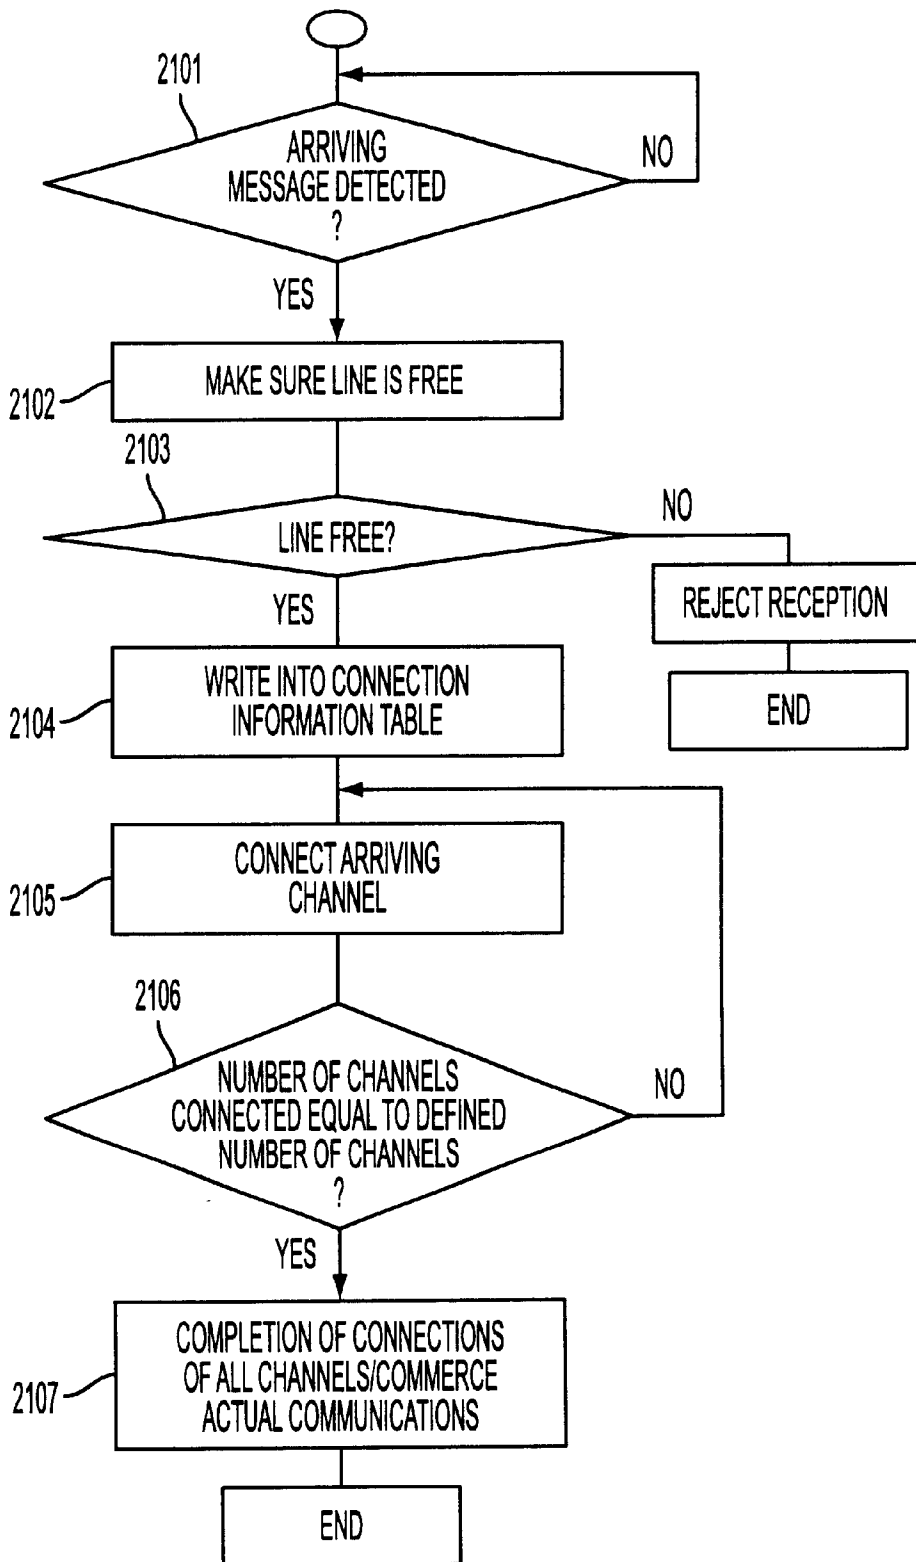 2101
ARRIVING
MESSAGE DETECTED
?
NO
YES
2102
MAKE SURE LINE IS FREE
2103
LINE FREE?
NO
YES
REJECT RECEPTION
END
2104
WRITE INTO CONNECTION
INFORMATION TABLE
2105
CONNECT ARRIVING
CHANNEL
2106
NUMBER OF CHANNELS
CONNECTED EQUAL TO DEFINED
NUMBER OF CHANNELS
?
NO
YES
2107
COMPLETION OF CONNECTIONS
OF ALL CHANNELS/COMMERCE
ACTUAL COMMUNICATIONS
END